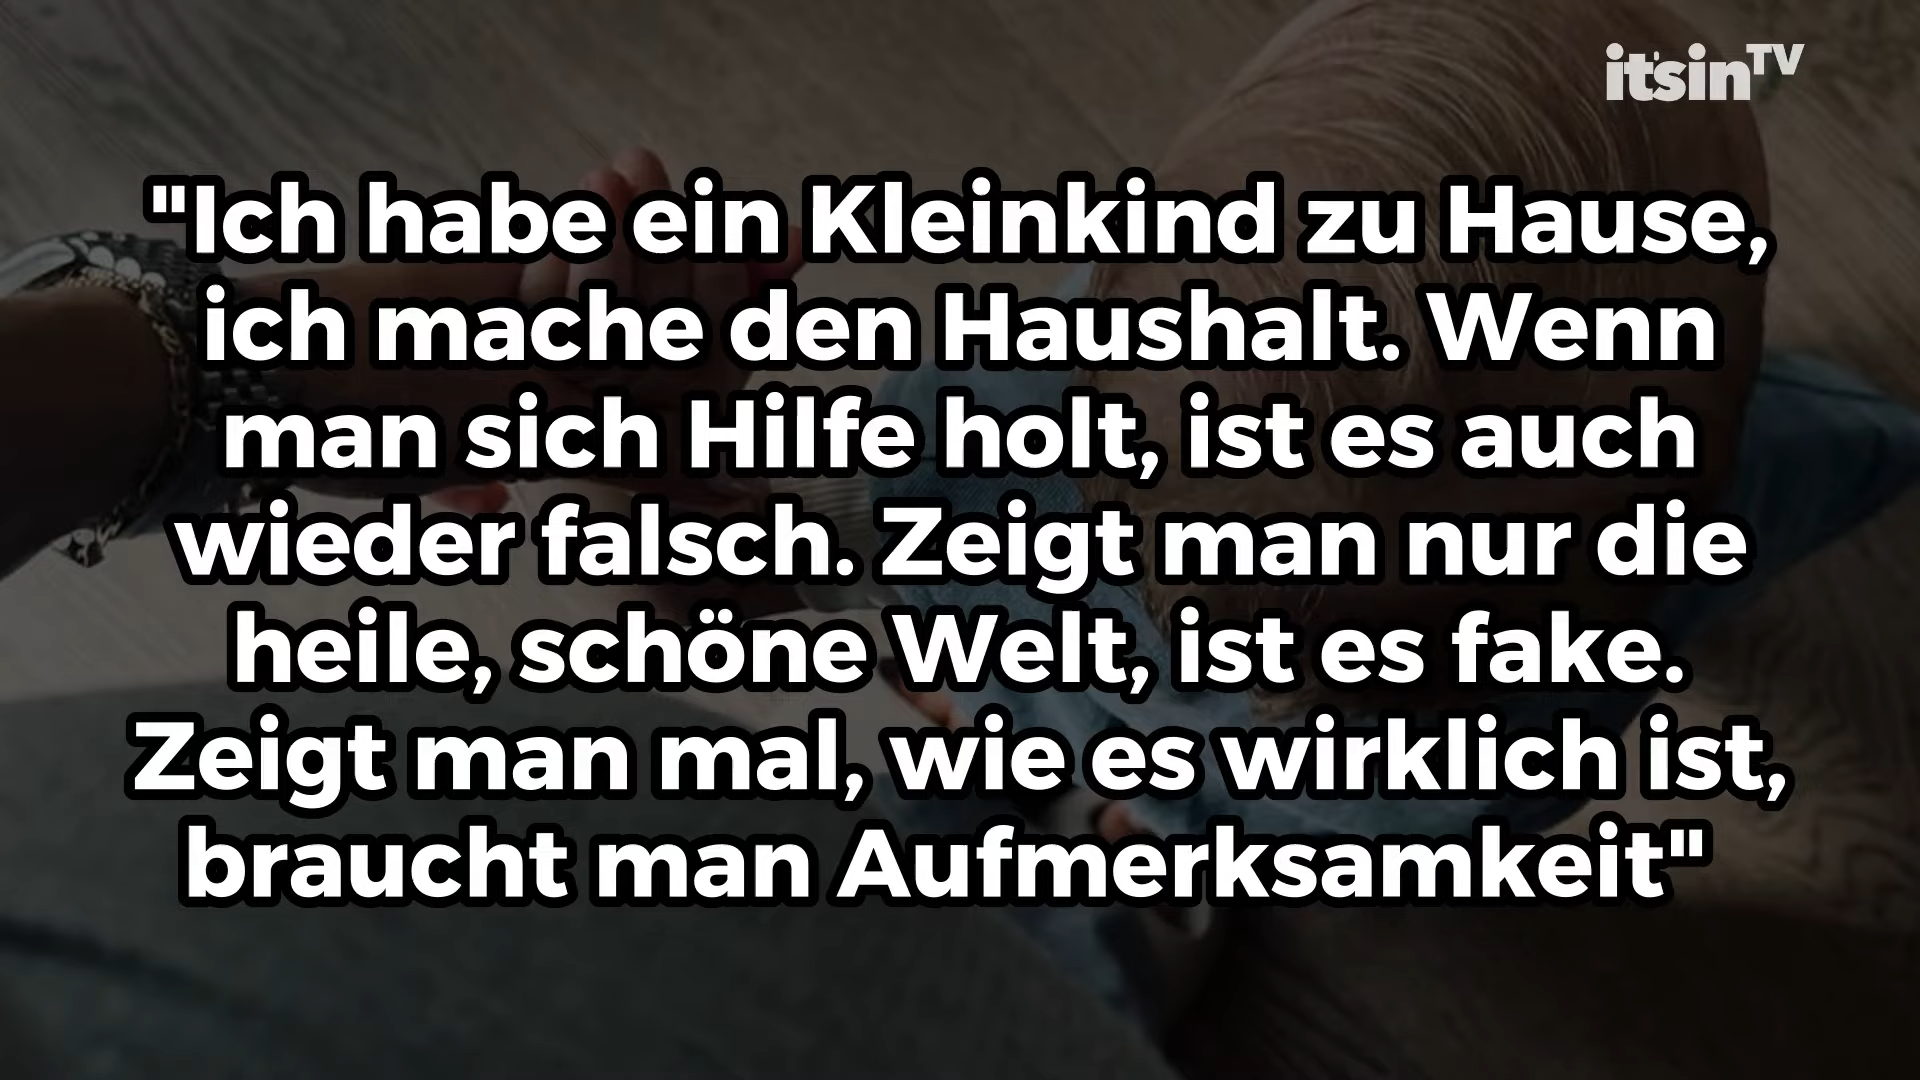 it'sinTV
"Ich habe ein Kleinkind zu Hause,
ich mache den Haushalt. Wenn
man sich Hilfe holt, ist es auch
wieder falsch. Zeigt man nur die
heile, schöne Welt, ist es fake.
Zeigt man mal, wie es wirklich ist,
braucht man Aufmerksamkeit"